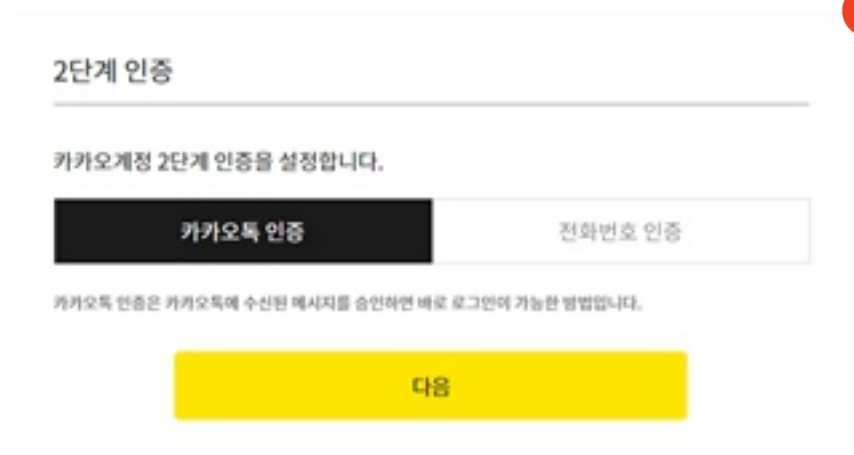 2단계 인증
카카오계정 2단계 인증을 설정합니다.
카카오톡 인증
전화번호 인증
카카오톡 인증은 카카오톡에 수신된 메시지를 승인하면 바로 로그인이 가능한 방법입니다.
다음